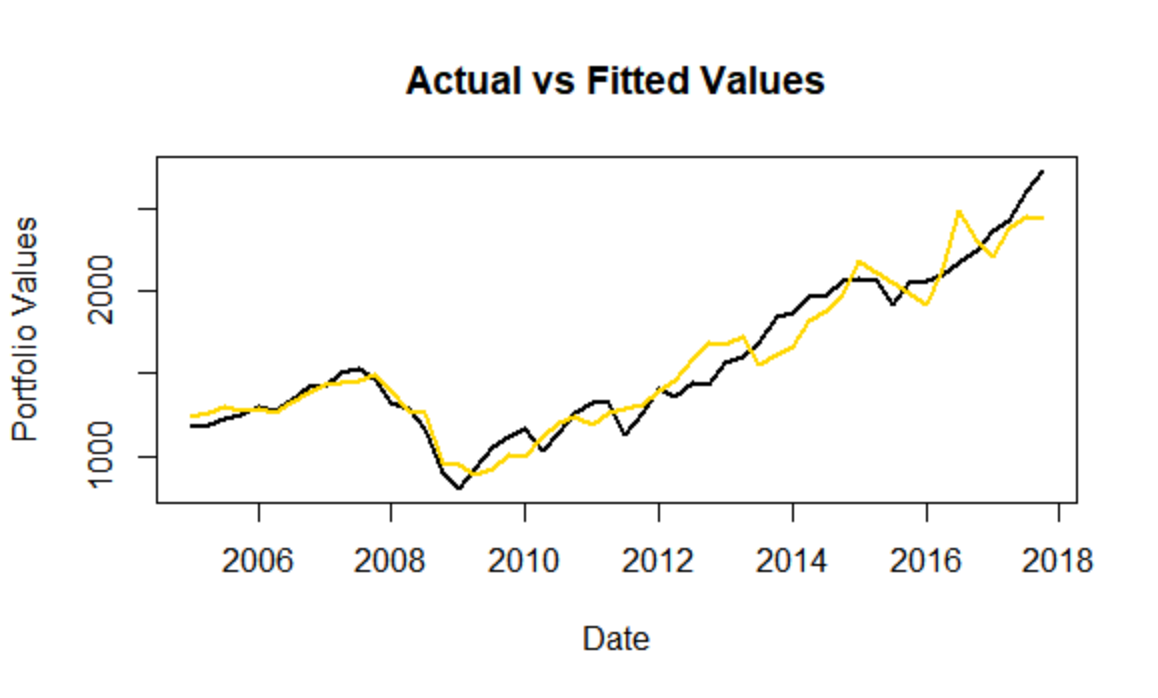 Actual vs Fitted Values
Portfolio Values
2000
1000
2006 2008 2010 2012 2014 2016 2018
Date